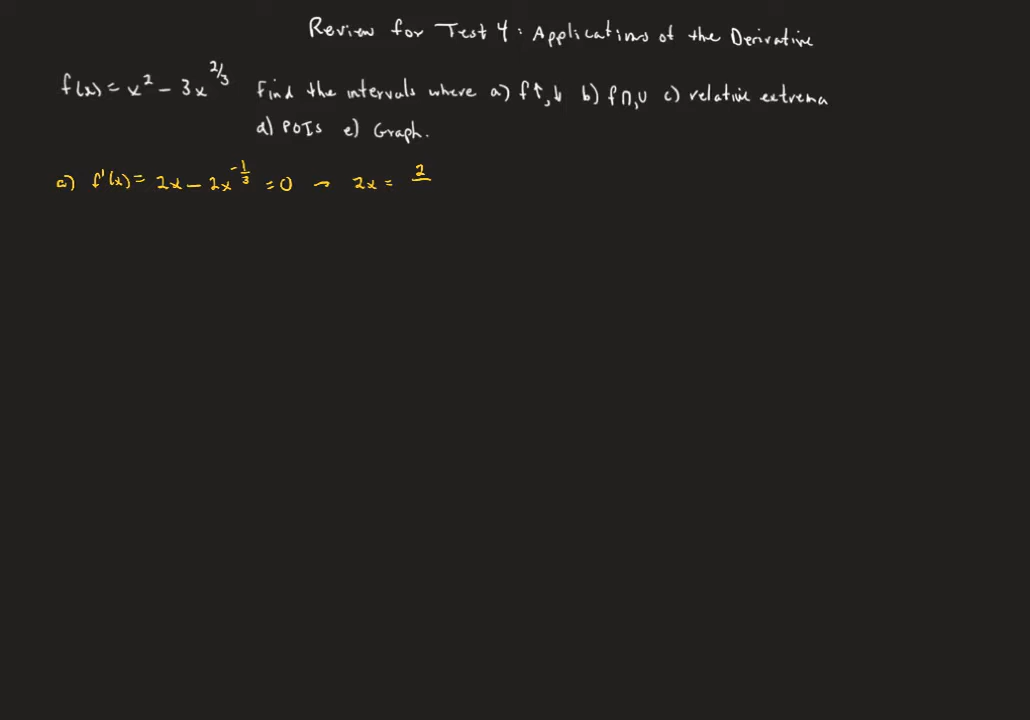 Review for Test 4: Applications of the Derivative
f(x) = x² − 3x^(2/3) Find the intervals where a) f↑,↓ b) f∩,∪ c) relative extrema
d) POIs e) Graph.
a) f'(x) = 2x − 2x^(-1/3) = 0 → 2x = 2/